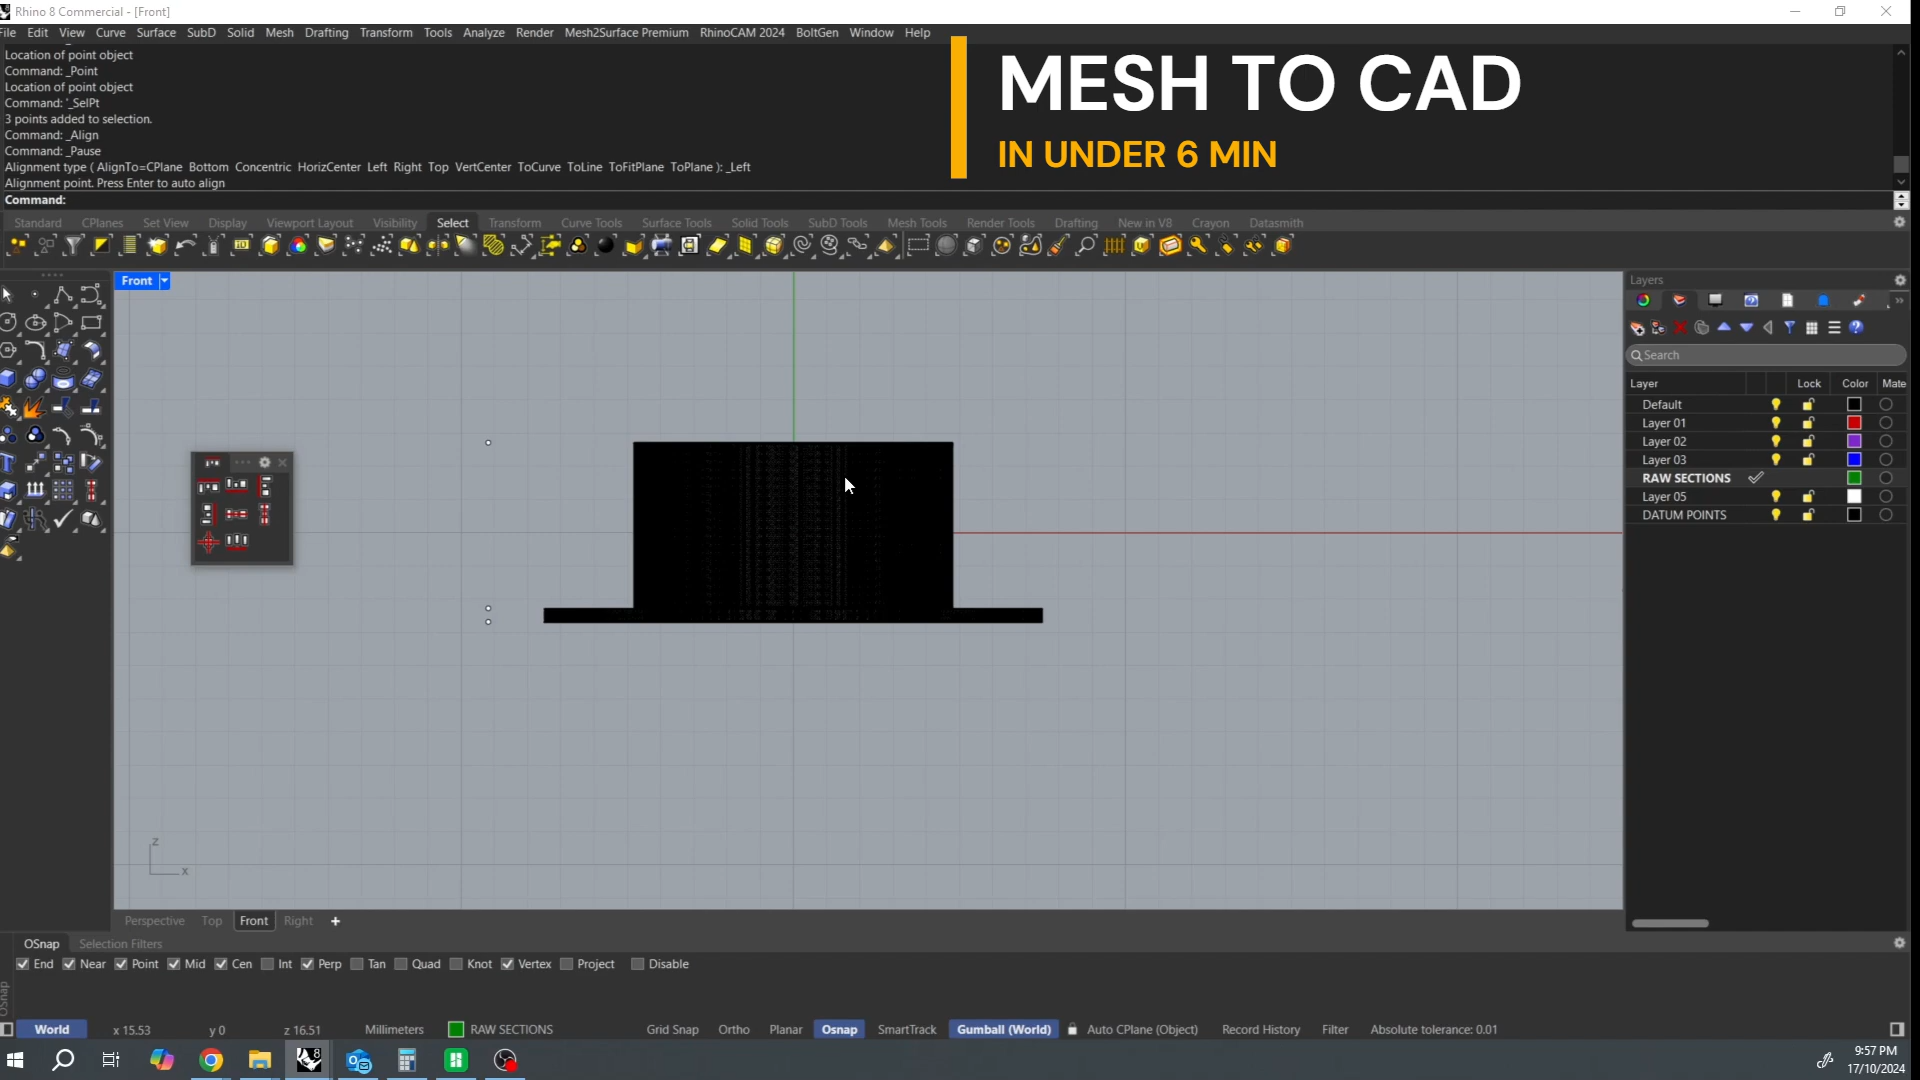 Rhino 8 Commercial - [Front]
File Edit View Curve Surface SubD Solid Mesh Drafting Transform Tools Analyze Render Mesh2Surface Premium RhinoCAM 2024 BoltGen Window Help
Location of point object
Command: _Point
Location of point object
Command: '_SelPt
3 points added to selection.
Command: _Align
Command: _Pause
Alignment type ( AlignTo=CPlane Bottom Concentric HorizCenter Left Right Top VertCenter ToCurve ToLine ToFitPlane ToPlane ): _Left
Alignment point. Press Enter to auto align
Command:
MESH TO CAD
IN UNDER 6 MIN
Standard CPlanes Set View Display Viewport Layout Visibility Select Transform Curve Tools Surface Tools Solid Tools SubD Tools Mesh Tools Render Tools Drafting New in V8 Crayon Datasmith
Front
Layers
Search
Layer Lock Color Mate
Default
Layer 01
Layer 02
Layer 03
RAW SECTIONS
Layer 05
DATUM POINTS
z
x
Perspective Top Front Right
OSnap Selection Filters
End Near Point Mid Cen Int Perp Tan Quad Knot Vertex Project Disable
OSnap
World x 15.53 y 0 z 16.51 Millimeters RAW SECTIONS Grid Snap Ortho Planar Osnap SmartTrack Gumball (World) Auto CPlane (Object) Record History Filter Absolute tolerance: 0.01
9:57 PM
17/10/2024